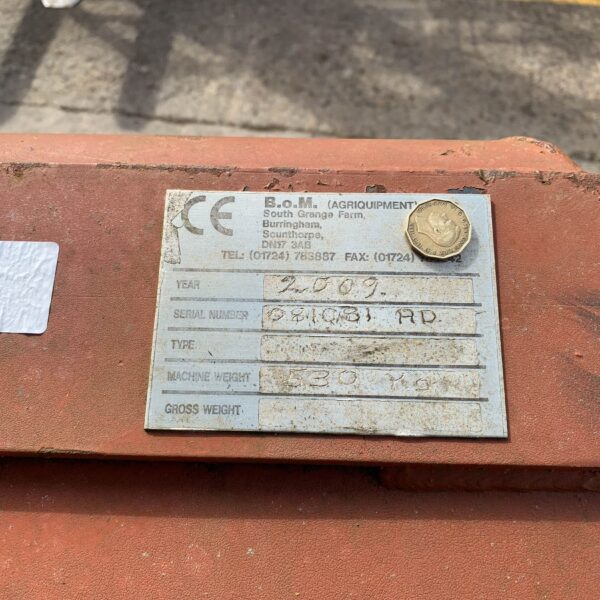 CE
B.o.M. (AGRIQUIPMENT)
South Grange Farm,
Burringham,
Scunthorpe,
DN17 3AB
TEL: (01724) 783887 FAX: (01724)
YEAR 2009.
SERIAL NUMBER 081081 AD
TYPE
MACHINE WEIGHT 530 KG
GROSS WEIGHT